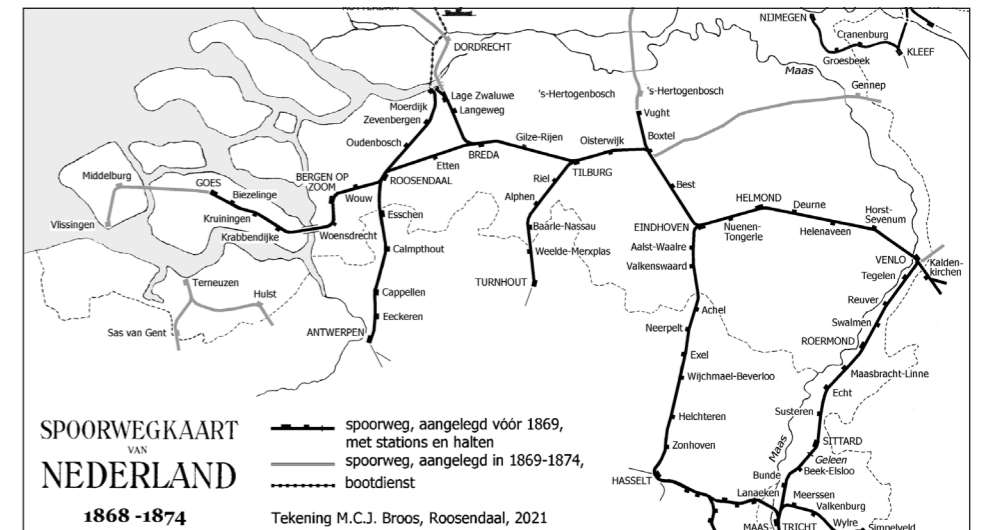 NIJMEGEN
Cranenburg
Groesbeek
KLEEF
DORDRECHT
Maas
Gennep
Lage Zwaluwe
Langeweg
Moerdijk
Zevenbergen
Oudenbosch
's-Hertogenbosch
's-Hertogenbosch
Vught
Boxtel
Gilze-Rijen
Oisterwijk
BREDA
TILBURG
Etten
BERGEN OP
ZOOM
ROOSENDAAL
Wouw
Riel
Alphen
Best
Middelburg
GOES
Biezelinge
Kruiningen
Krabbendijke
Woensdrecht
Vlissingen
Esschen
Calmpthout
Baarle-Nassau
Weelde-Merxplas
TURNHOUT
HELMOND
Deurne
Horst-
Sevenum
EINDHOVEN
Nuenen-
Tongerle
Helenaveen
Aalst-Waalre
Valkenswaard
VENLO
Kalden-
kirchen
Tegelen
Terneuzen
Hulst
Sas van Gent
Cappellen
Eeckeren
ANTWERPEN
Achel
Neerpelt
Exel
Wijchmael-Beverloo
Helchteren
Zonhoven
HASSELT
Reuver
Swalmen
ROERMOND
Maasbracht-Linne
Echt
Susteren
SITTARD
Maas
Geleen
Beek-Elsloo
Bunde
Lanaeken
Meerssen
Valkenburg
MAAS TRICHT
Wylre
Simpelveld
SPOORWEGKAART
VAN
NEDERLAND
1868 -1874
spoorweg, aangelegd vóór 1869,
met stations en halten
spoorweg, aangelegd in 1869-1874,
bootdienst
Tekening M.C.J. Broos, Roosendaal, 2021